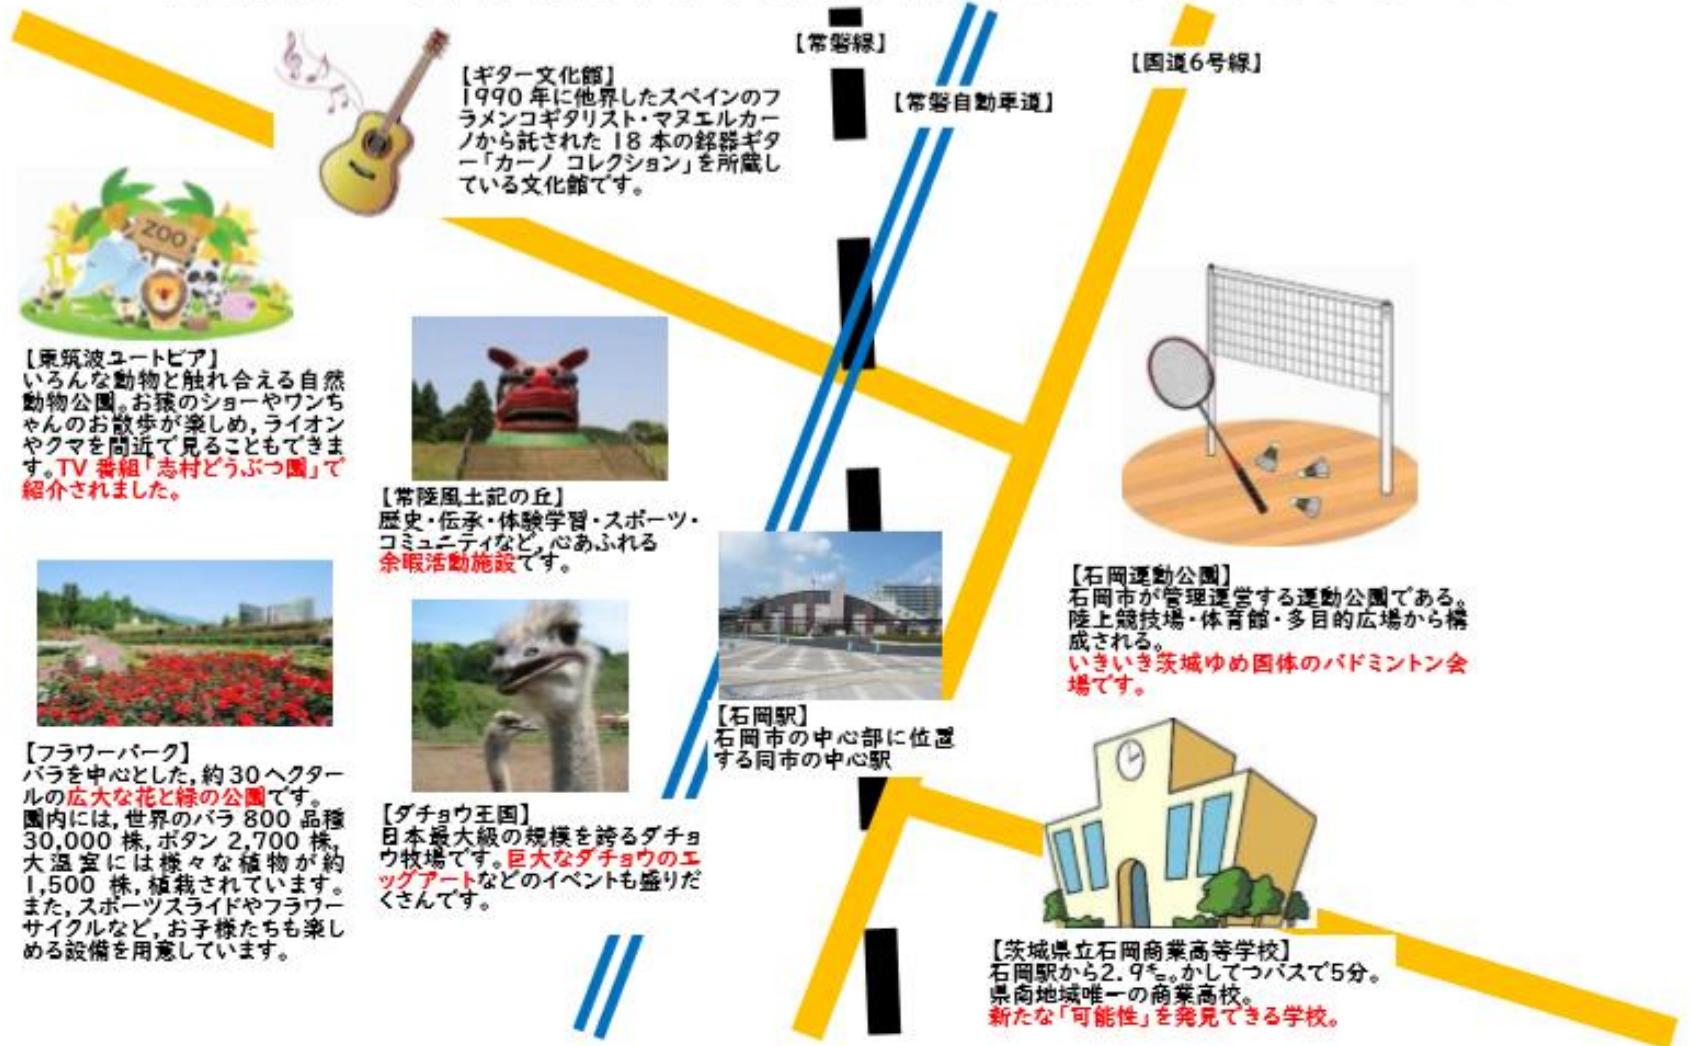 【常磐線】
【国道6号線】
【常磐自動車道】
【ギター文化館】
1990年に他界したスペインのフ
ラメンコギタリスト・マヌエルカー
ノから託された 18 本の銘器ギタ
ー「カーノ コレクション」を所蔵し
ている文化館です。
ZOO
【東筑波ユートピア】
いろんな動物と触れ合える自然
動物公園。お猿のショーやワンち
ゃんのお散歩が楽しめ,ライオン
やクマを間近で見ることもできま
す。TV 番組「志村どうぶつ園」で
紹介されました。
【常陸風土記の丘】
歴史・伝承・体験学習・スポーツ・
コミュニティなど,心あふれる
余暇活動施設です。
【石岡運動公園】
石岡市が管理運営する運動公園である。
陸上競技場・体育館・多目的広場から構
成される。
いきいき茨城ゆめ国体のバドミントン会
場です。
【フラワーパーク】
バラを中心とした,約30ヘクター
ルの広大な花と緑の公園です。
園内には,世界のバラ 800 品種
30,000 株,ボタン 2,700 株,
大温室には様々な植物が約
1,500 株,植栽されています。
また,スポーツスライドやフラワー
サイクルなど,お子様たちも楽し
める設備を用意しています。
【ダチョウ王国】
日本最大級の規模を誇るダチョ
ウ牧場です。巨大なダチョウのエ
ッグアートなどのイベントも盛りだ
くさんです。
【石岡駅】
石岡市の中心部に位置
する同市の中心駅
【茨城県立石岡商業高等学校】
石岡駅から2.9㌔。かしてつバスで5分。
県南地域唯一の商業高校。
新たな「可能性」を発見できる学校。